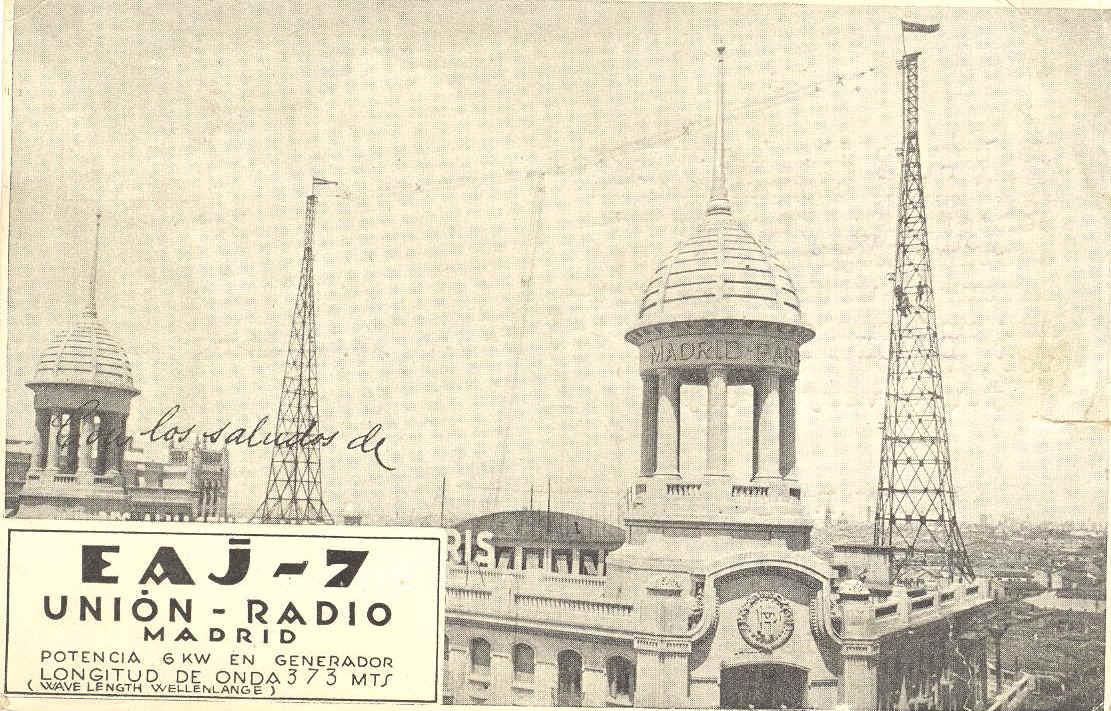 MADRID-PAR
Con los saludos de
RIS
EAJ-7
UNIÓN-RADIO
MADRID
POTENCIA 6 KW EN GENERADOR
LONGITUD DE ONDA 373 MTS
(WAVE LENGTH WELLENLANGE)